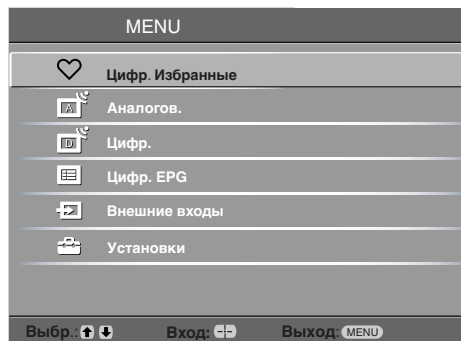 MENU
Цифр. Избранные
A Аналогов.
D Цифр.
Цифр. EPG
Внешние входы
Установки
Выбр.: Вход: Выход: MENU